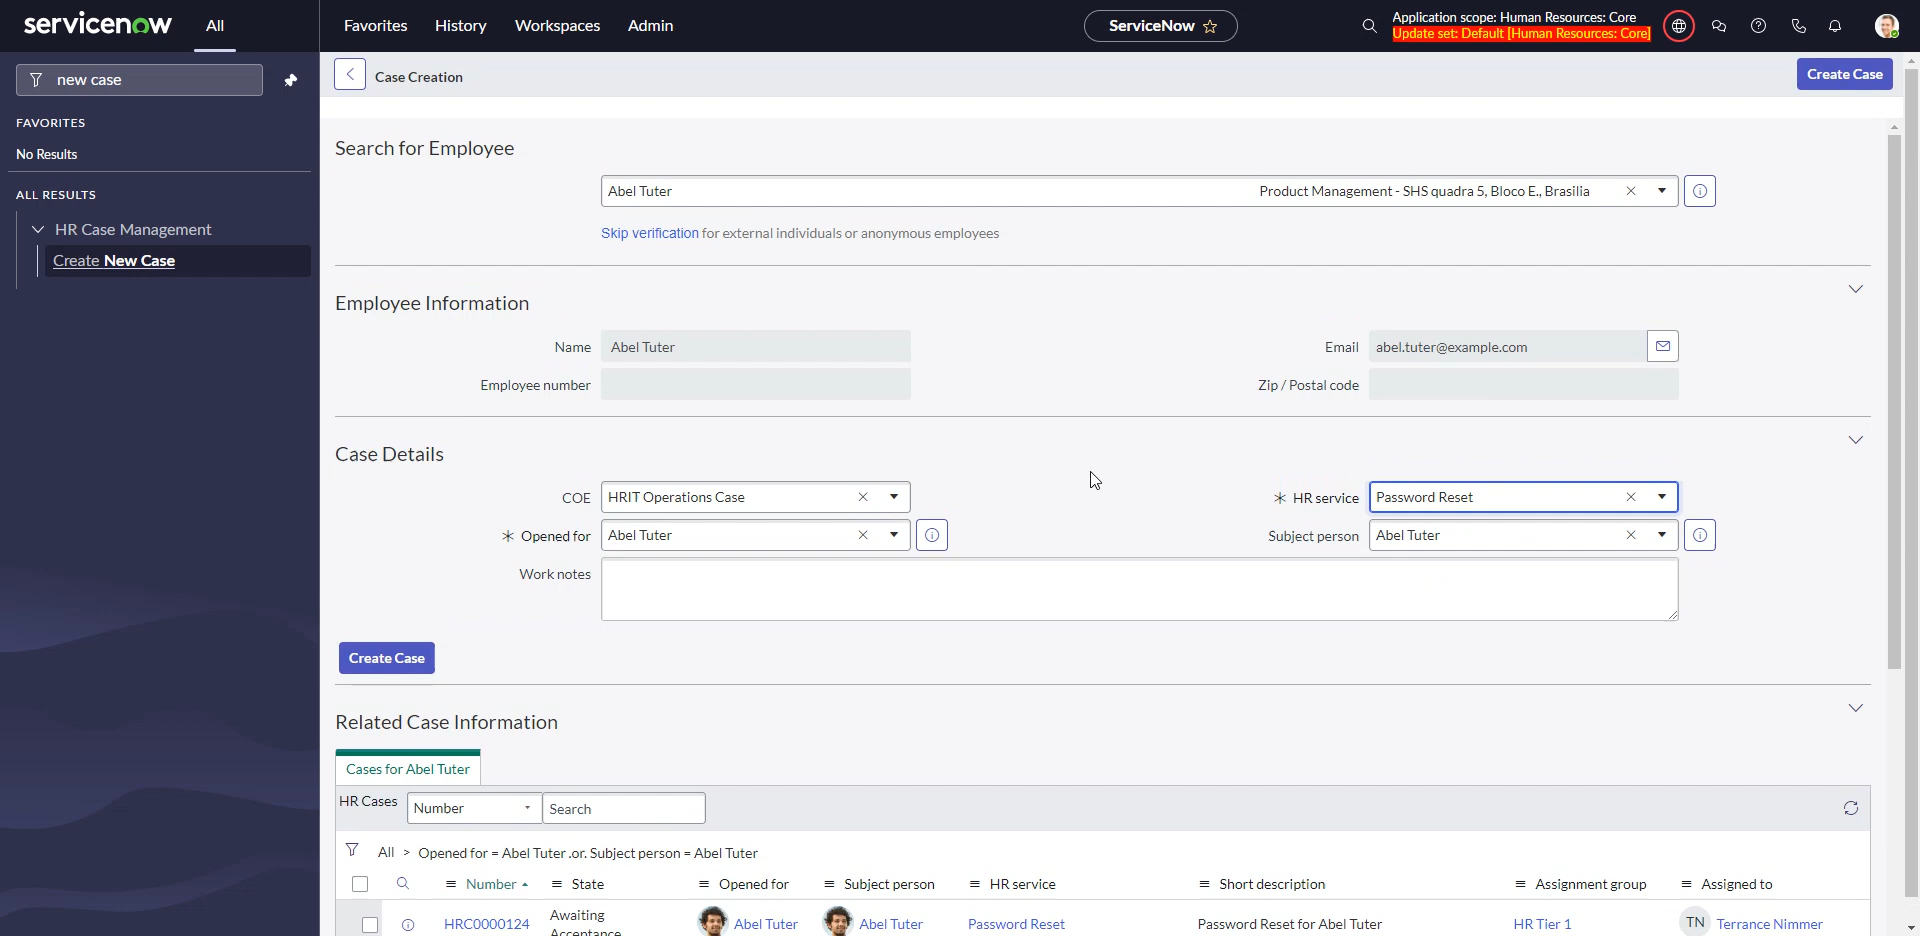 servicenow
All
Favorites
History
Workspaces
Admin
ServiceNow
Application scope: Human Resources: Core
Update set: Default [Human Resources: Core]
new case
FAVORITES
No Results
ALL RESULTS
HR Case Management
Create New Case
Case Creation
Create Case
Search for Employee
Abel Tuter
Product Management - SHS quadra 5, Bloco E., Brasilia
Skip verification for external individuals or anonymous employees
Employee Information
Name
Abel Tuter
Email
abel.tuter@example.com
Employee number
Zip / Postal code
Case Details
COE
HRIT Operations Case
HR service
Password Reset
Opened for
Abel Tuter
Subject person
Abel Tuter
Work notes
Create Case
Related Case Information
Cases for Abel Tuter
HR Cases
Number
Search
All > Opened for = Abel Tuter .or. Subject person = Abel Tuter
Number
State
Opened for
Subject person
HR service
Short description
Assignment group
Assigned to
HRC0000124
Awaiting
Acceptance
Abel Tuter
Abel Tuter
Password Reset
Password Reset for Abel Tuter
HR Tier 1
TN
Terrance Nimmer